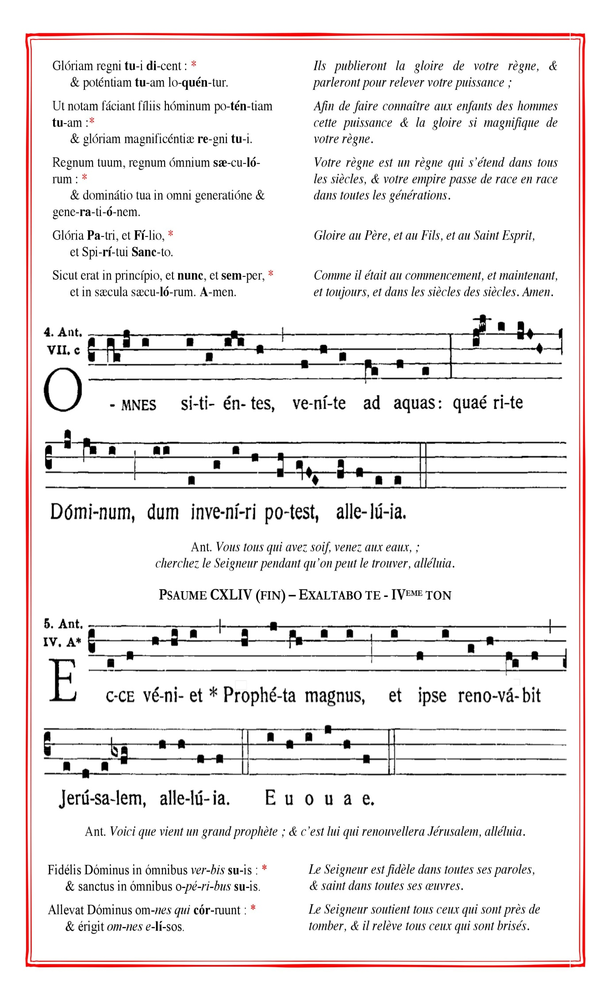 Glóriam regni tu-i di-cent : *
& poténtiam tu-am lo-quén-tur.
Ils publieront la gloire de votre règne, &
parleront pour relever votre puissance ;
Ut notam fáciant fíliis hóminum po-tén-tiam
tu-am :*
& glóriam magnificéntiæ re-gni tu-i.
Afin de faire connaître aux enfants des hommes
cette puissance & la gloire si magnifique de
votre règne.
Regnum tuum, regnum ómnium sæ-cu-ló-
rum : *
& dominátio tua in omni generatióne &
gene-ra-ti-ó-nem.
Votre règne est un règne qui s’étend dans tous
les siècles, & votre empire passe de race en race
dans toutes les générations.
Glória Pa-tri, et Fí-lio, *
et Spi-rí-tui Sanc-to.
Gloire au Père, et au Fils, et au Saint Esprit,
Sicut erat in princípio, et nunc, et sem-per, *
et in sæcula sæcu-ló-rum. A-men.
Comme il était au commencement, et maintenant,
et toujours, et dans les siècles des siècles. Amen.
4. Ant.
VII. c
O - MNES si-ti- én- tes, ve-ní-te ad aquas: quaé ri-te
Dómi-num, dum inve-ní-ri po-test, alle-lú-ia.
Ant. Vous tous qui avez soif, venez aux eaux, ;
cherchez le Seigneur pendant qu’on peut le trouver, alléluia.
PSAUME CXLIV (FIN) – EXALTABO TE - IVEME TON
5. Ant.
IV. A*
E C-CE vé-ni- et * Prophé-ta magnus, et ipse reno-vá-bit
Jerú-sa-lem, alle-lú-ia. E u o u a e.
Ant. Voici que vient un grand prophète ; & c’est lui qui renouvellera Jérusalem, alléluia.
Fidélis Dóminus in ómnibus ver-bis su-is : *
& sanctus in ómnibus o-pé-ri-bus su-is.
Le Seigneur est fidèle dans toutes ses paroles,
& saint dans toutes ses œuvres.
Allevat Dóminus om-nes qui cór-ruunt : *
& érigit om-nes e-lí-sos.
Le Seigneur soutient tous ceux qui sont près de
tomber, & il relève tous ceux qui sont brisés.